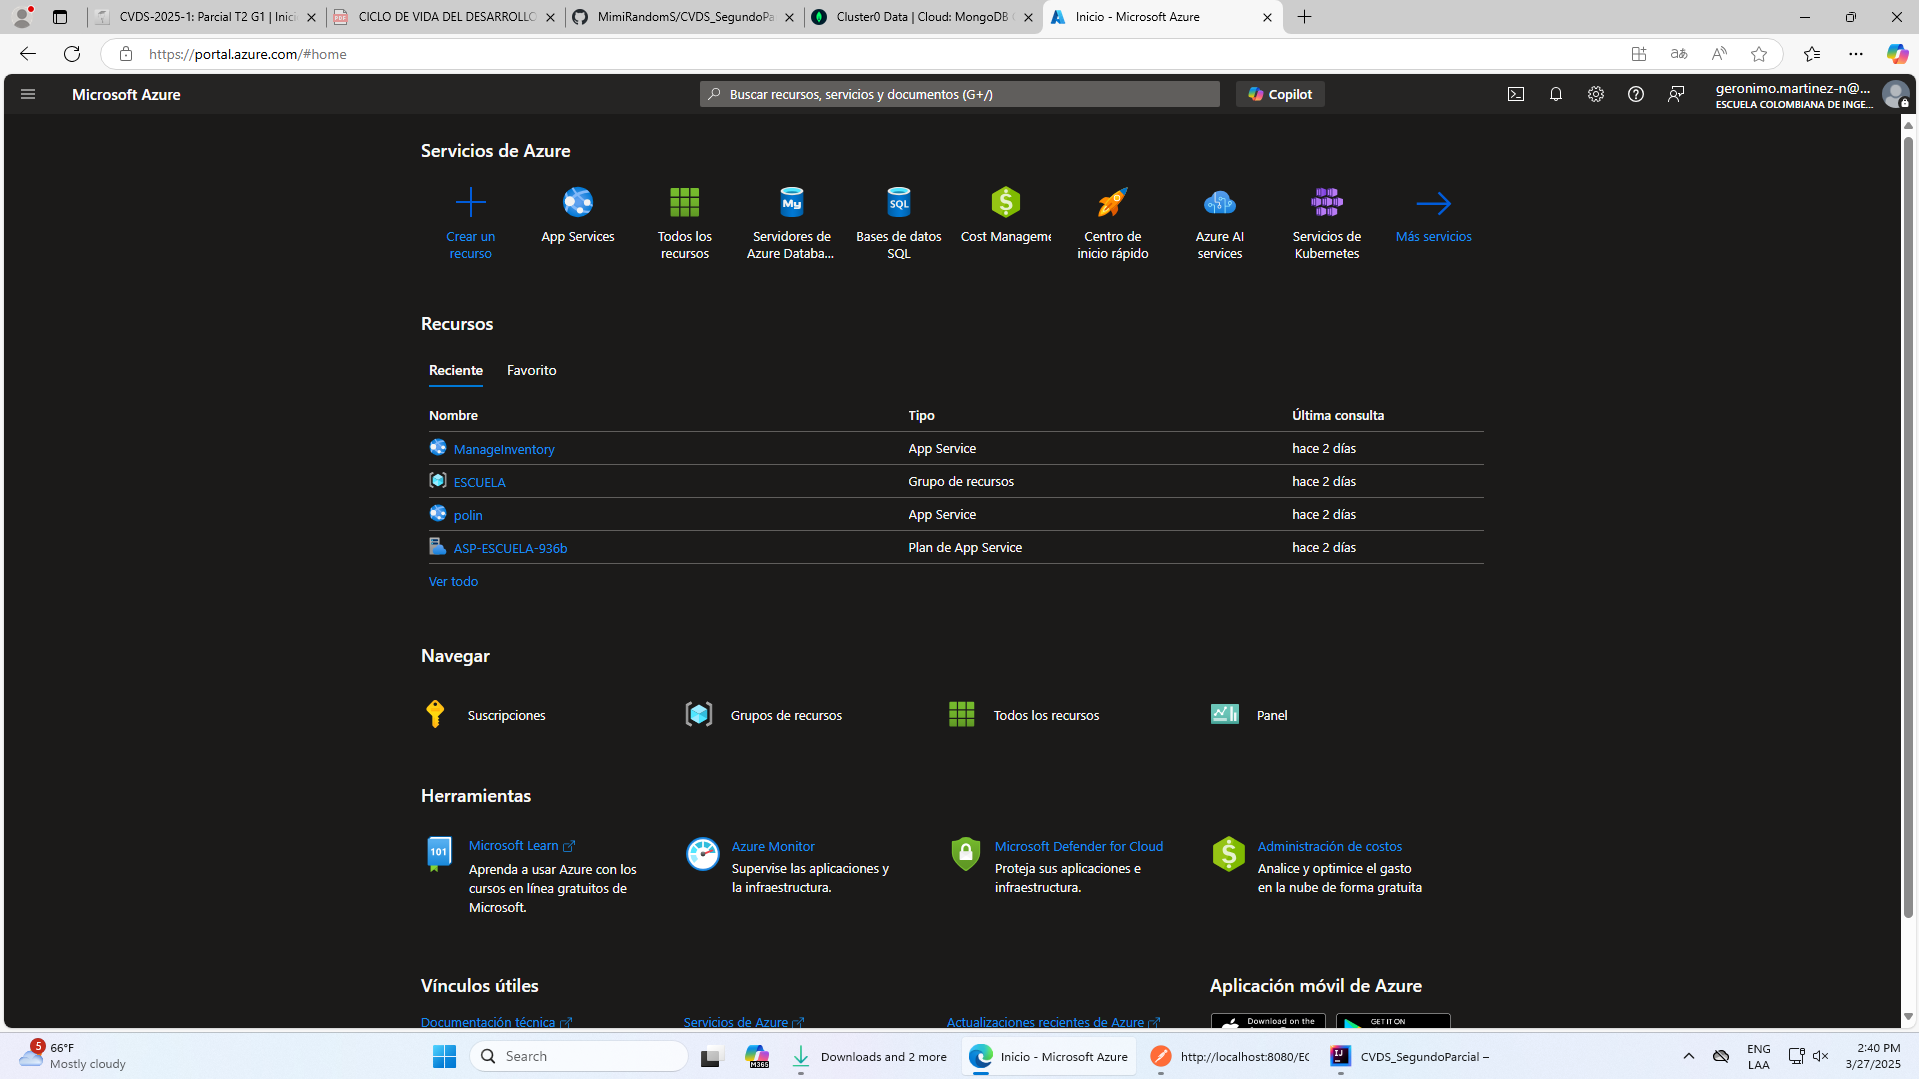 CVDS-2025-1: Parcial T2 G1 | Inici
CICLO DE VIDA DEL DESARROLLO
MimiRandomS/CVDS_SegundoPa
Cluster0 Data | Cloud: MongoDB
Inicio - Microsoft Azure
https://portal.azure.com/#home
Microsoft Azure
Buscar recursos, servicios y documentos (G+/)
Copilot
geronimo.martinez-n@...
ESCUELA COLOMBIANA DE INGE...
Servicios de Azure
Crear un recurso
App Services
Todos los recursos
Servidores de Azure Databa...
Bases de datos SQL
Cost Manageme
Centro de inicio rápido
Azure AI services
Servicios de Kubernetes
Más servicios
Recursos
Reciente
Favorito
Nombre
Tipo
Última consulta
ManageInventory
App Service
hace 2 días
ESCUELA
Grupo de recursos
hace 2 días
polin
App Service
hace 2 días
ASP-ESCUELA-936b
Plan de App Service
hace 2 días
Ver todo
Navegar
Suscripciones
Grupos de recursos
Todos los recursos
Panel
Herramientas
Microsoft Learn
Aprenda a usar Azure con los
cursos en línea gratuitos de
Microsoft.
Azure Monitor
Supervise las aplicaciones y
la infraestructura.
Microsoft Defender for Cloud
Proteja sus aplicaciones e
infraestructura.
Administración de costos
Analice y optimice el gasto
en la nube de forma gratuita
Vínculos útiles
Aplicación móvil de Azure
Documentación técnica
Servicios de Azure
Actualizaciones recientes de Azure
Download on the
GET IT ON
5
66°F
Mostly cloudy
Search
Downloads and 2 more
Inicio - Microsoft Azure
http://localhost:8080/EC
CVDS_SegundoParcial –
ENG
LAA
2:40 PM
3/27/2025